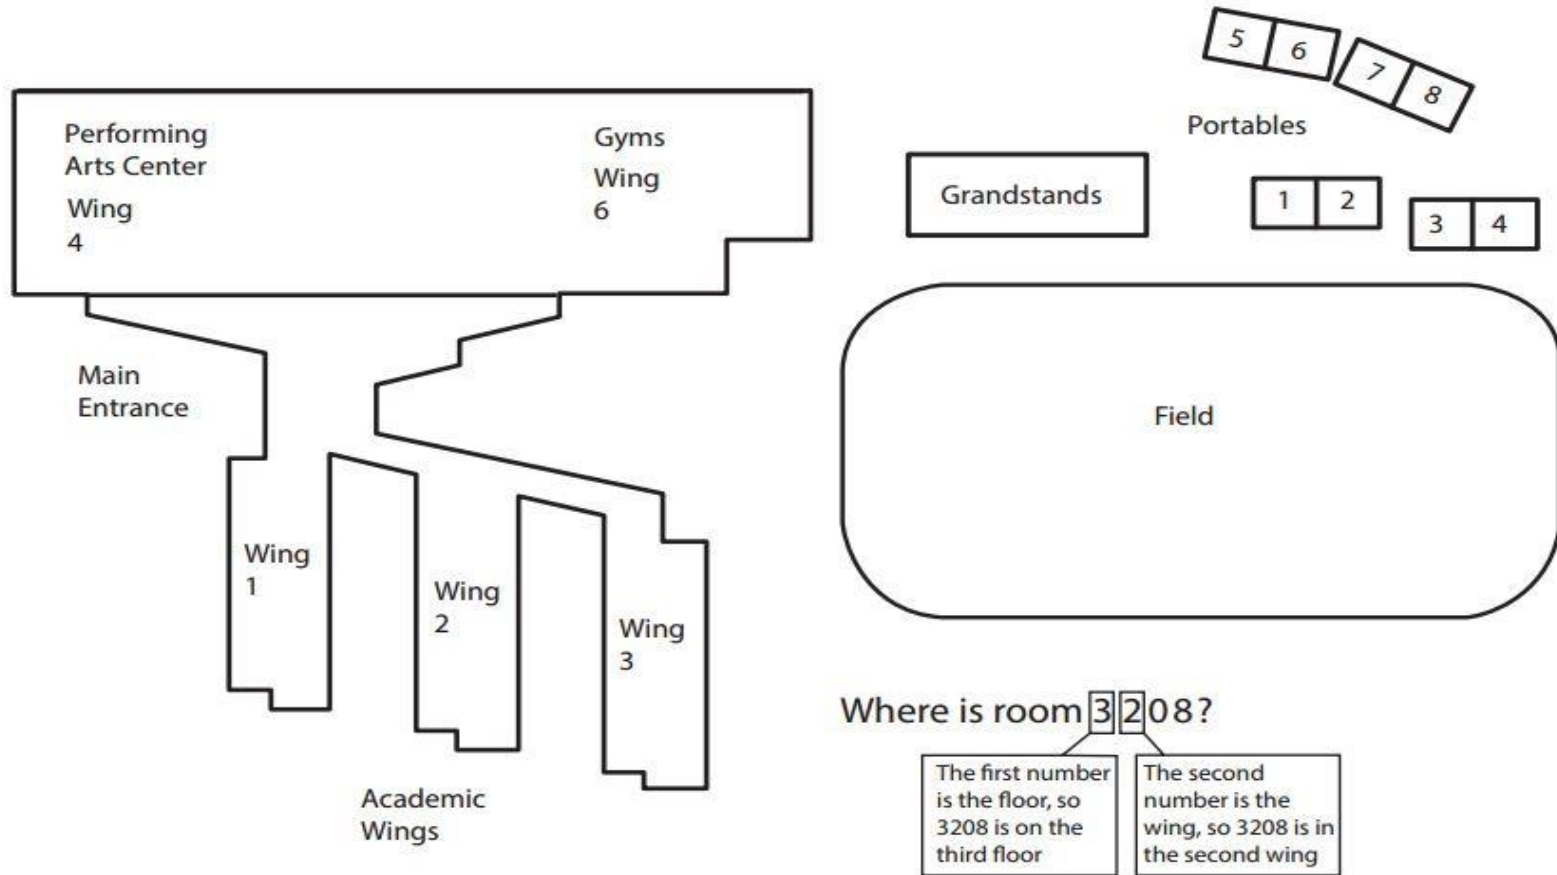 5
6
7
8
Portables
Performing
Arts Center
Wing
4
Gyms
Wing
6
Grandstands
1
2
3
4
Main
Entrance
Field
Wing
1
Wing
2
Wing
3
Academic
Wings
Where is room 3208?
The first number
is the floor, so
3208 is on the
third floor
The second
number is the
wing, so 3208 is in
the second wing